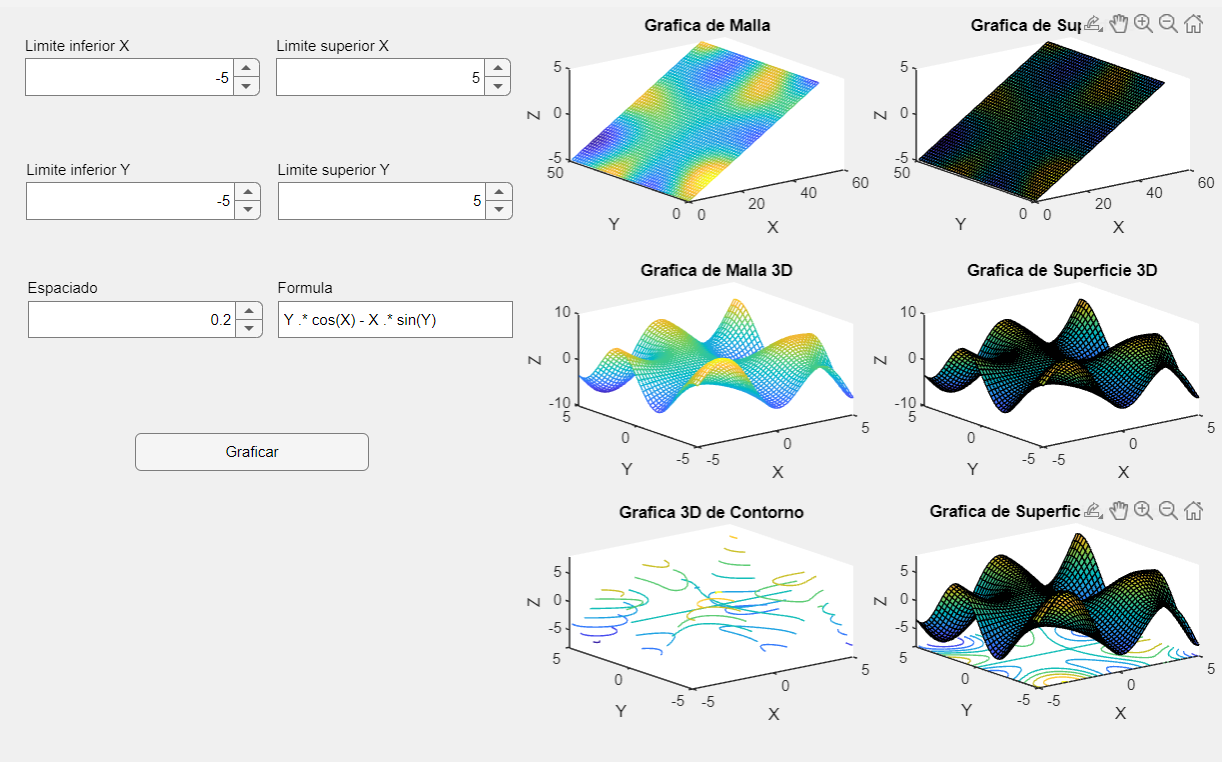 Limite inferior X
Limite superior X
-5
5
Limite inferior Y
Limite superior Y
-5
5
Espaciado
Formula
0.2
Y .* cos(X) - X .* sin(Y)
Graficar
Grafica de Malla
5
0
-5
Z
50
0
Y
0
20
40
60
X
Grafica de Sup
5
0
-5
Z
50
0
Y
0
20
40
60
X
Grafica de Malla 3D
10
0
-10
Z
5
0
-5
Y
-5
0
5
X
Grafica de Superficie 3D
10
0
-10
Z
5
0
-5
Y
-5
0
5
X
Grafica 3D de Contorno
5
0
-5
Z
5
0
-5
Y
-5
0
5
X
Grafica de Superfic
5
0
-5
Z
5
0
-5
Y
-5
0
5
X